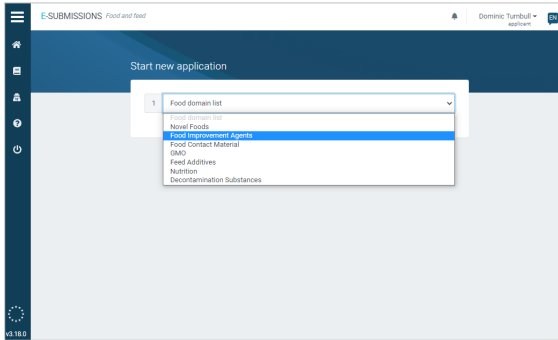 E-SUBMISSIONS Food and feed
Dominic Turnbull
applicant
EN
Start new application
1 Food domain list
Food domain list
Novel Foods
Food Improvement Agents
Food Contact Material
GMO
Feed Additives
Nutrition
Decontamination Substances
v3.18.0